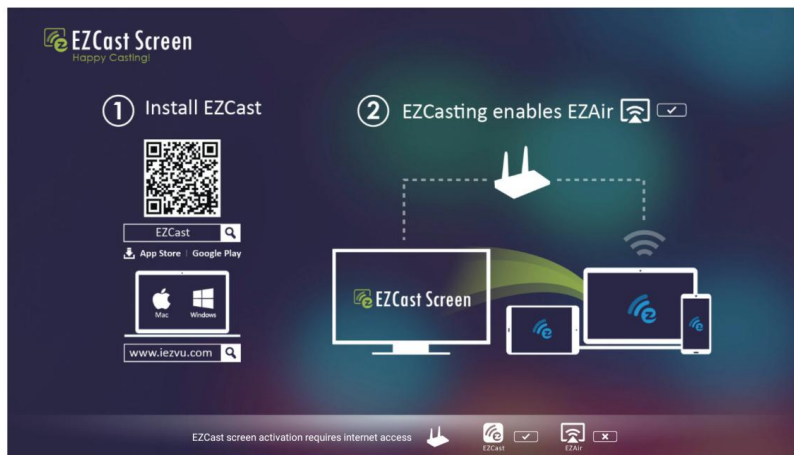 EZCast Screen
Happy Casting!
1 Install EZCast
EZCast
App Store | Google Play
Mac Windows
www.iezvu.com
2 EZCasting enables EZAir
EZCast Screen
EZCast screen activation requires internet access
EZCast
EZAir